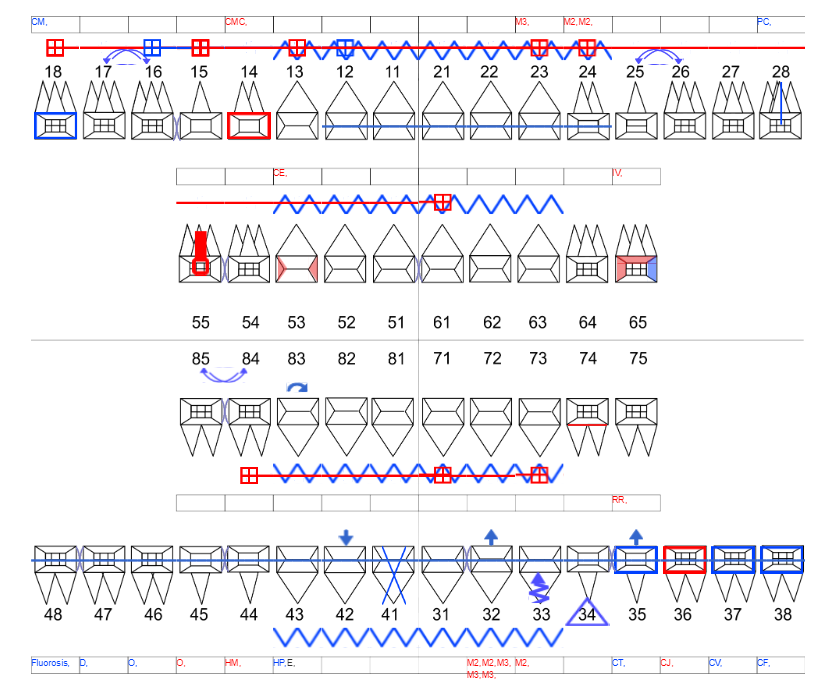 CM, CMC, M3, M2, M2, PC,
18 17 16 15 14 13 12 11 21 22 23 24 25 26 27 28
CE, IV,
55 54 53 52 51 61 62 63 64 65
85 84 83 82 81 71 72 73 74 75
RR,
48 47 46 45 44 43 42 41 31 32 33 34 35 36 37 38
Fluorosis, D, O, O, HM, HP,E, M2,M2,M3, M2, CT, CJ, CV, CF,
M3,M3,